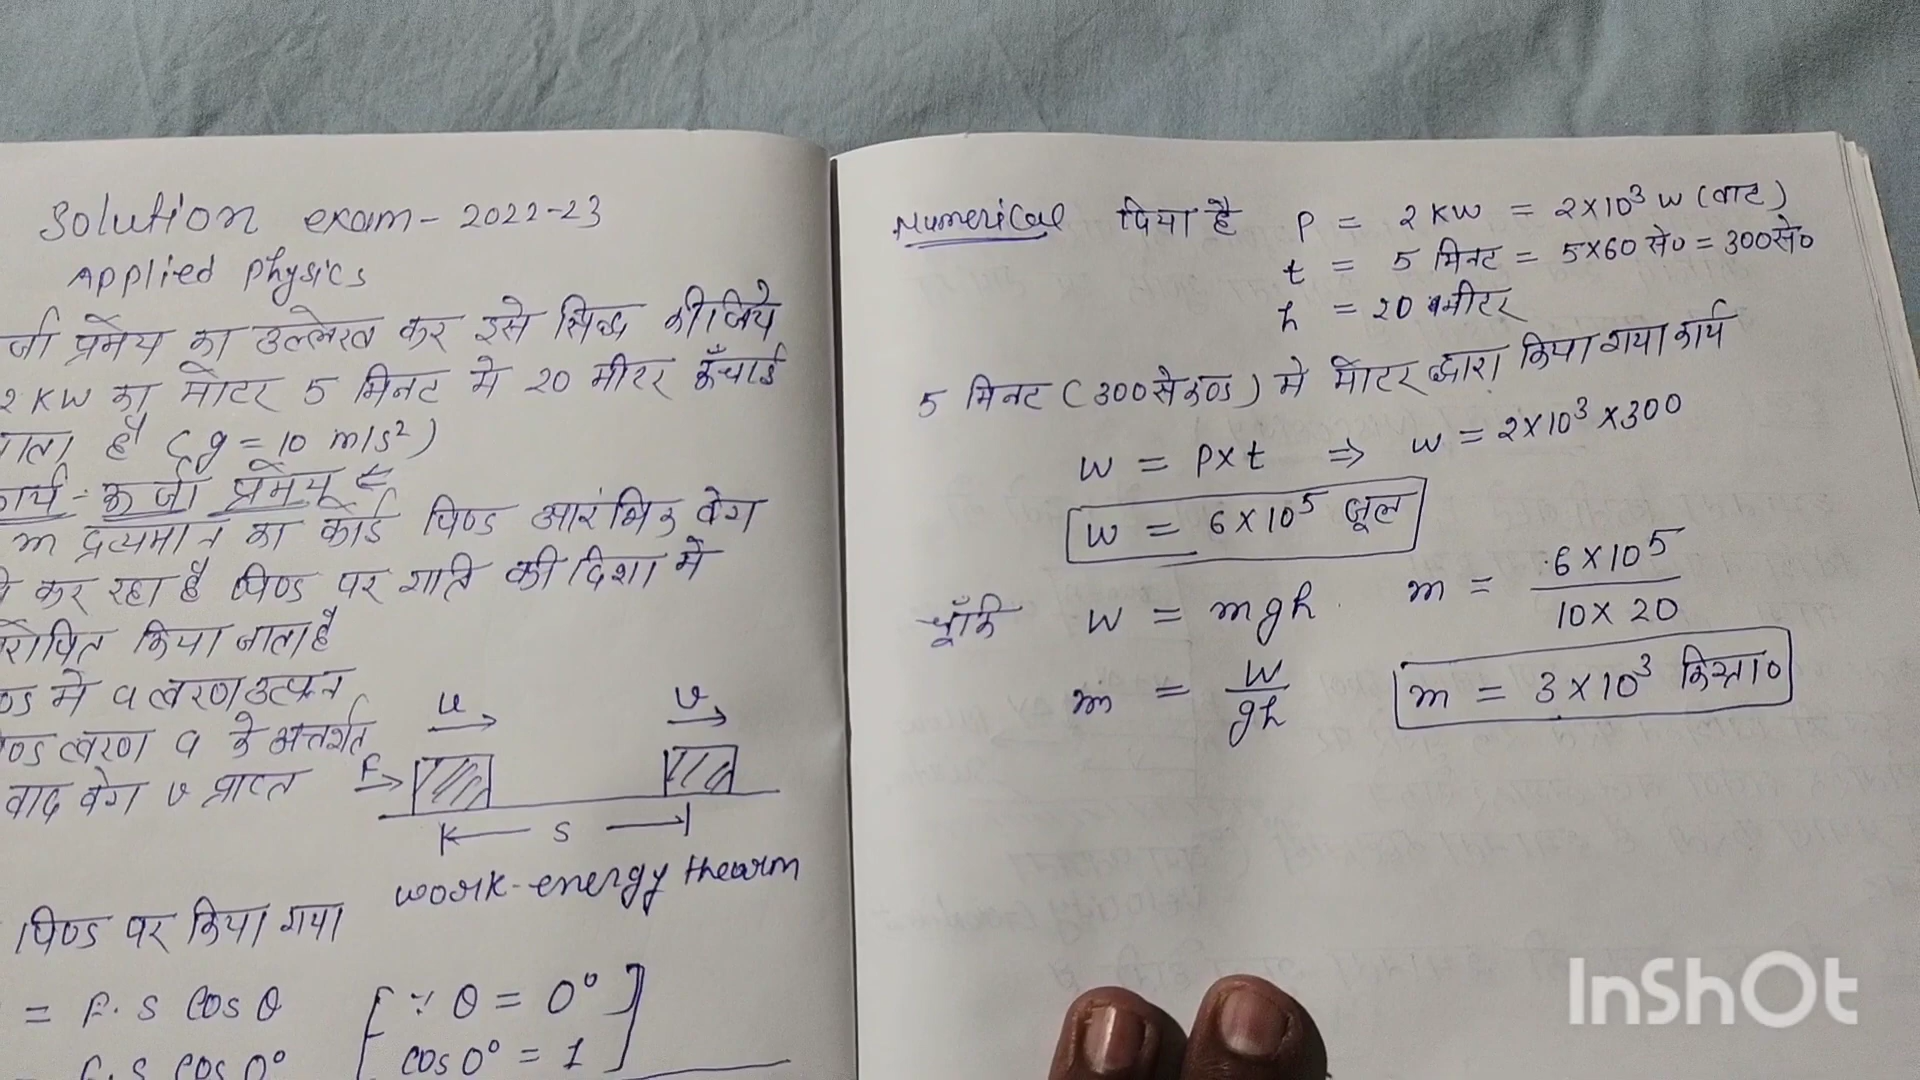 Solution exam - 2022-23
Applied Physics
र्जा प्रमेय का उल्लेख कर इसे सिद्ध कीजिये
2 KW का मोटर 5 मिनट मे 20 मीटर ऊँचाई
है (g = 10 m/s²)
कार्य - ऊर्जा प्रमेय
m द्रव्यमान का कोई पिण्ड आरंभिक वेग
कर रहा है पिण्ड पर गति की दिशा में
रोपित किया जाता है
ण्ड मे a त्वरण उत्पन्न
ण्ड त्वरण a के अन्तर्गत
बाद वेग v प्राप्त
u
v
F
S
work-energy thearm
पिण्ड पर किया गया
= F. S Cos θ [∵ θ = 0°]
F. S Cos 0° cos 0° = 1
Numerical दिया है P = 2 KW = 2×10³ W (वाट)
t = 5 मिनट = 5×60 से० = 300 से०
h = 20 मीटर
5 मिनट (300 सेकण्ड) मे मोटर द्वारा किया गया कार्य
W = P×t ⇒ W = 2×10³ ×300
W = 6×10⁵ जूल
चूँकि W = mgh m = 6×10⁵ / 10×20
m = W / gh m = 3×10³ किग्रा०
InShOt